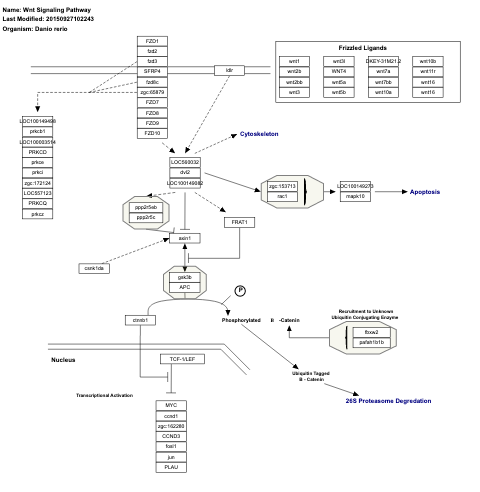 Name: Wnt Signaling Pathway
Last Modified: 20150927102243
Organism: Danio rerio
FZD1
fzd2
fzd3
SFRP4
fzd8c
zgc:65879
FZD7
FZD8
FZD9
FZD10
ldlr
Frizzled Ligands
wnt1
wnt3l
DKEY-31M21.2
wnt10b
wnt2b
WNT4
wnt7a
wnt11r
wnt2bb
wnt5a
wnt7bb
wnt16
wnt3
wnt5b
wnt10a
wnt16
LOC100149498
prkcb1
LOC100003514
PRKCD
prkce
prkci
zgc:172124
LOC557123
PRKCQ
prkcz
Cytoskeleton
LOC560032
dvl2
LOC100149082
zgc:153713
rac1
LOC100149273
mapk10
Apoptosis
ppp2r5eb
ppp2r5c
FRAT1
axin1
csnk1da
gsk3b
APC
P
ctnnb1
Phosphorylated B -Catenin
Recruitment to Unknown
Ubiquitin Conjugating Enzyme
fbxw2
pafah1b1b
Nucleus
TCF-1/LEF
Ubiquitin Tagged
B - Catenin
Transcriptional Activation
26S Proteasome Degredation
MYC
ccnd1
zgc:162280
CCND3
fosl1
jun
PLAU